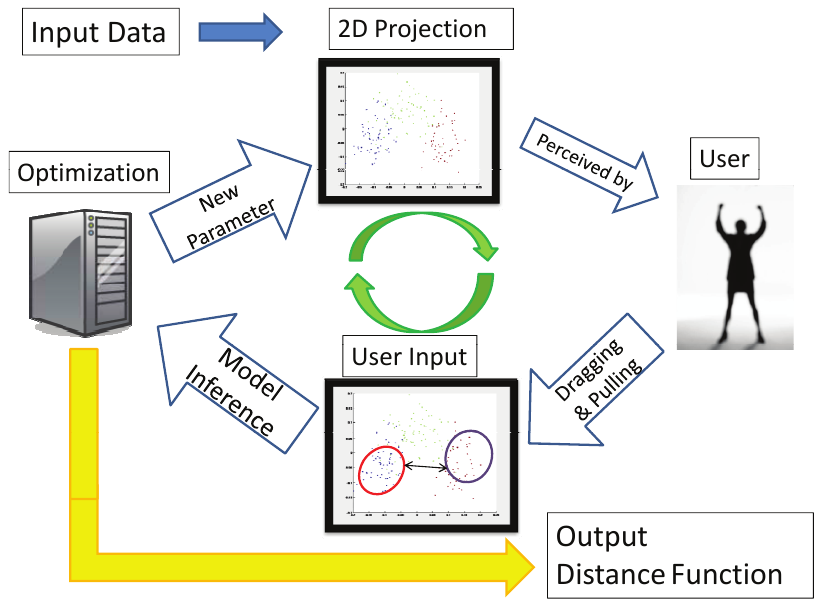 Input Data
2D Projection
Optimization
New
Parameter
Perceived by
User
User Input
Model
Inference
Dragging
& Pulling
Output
Distance Function